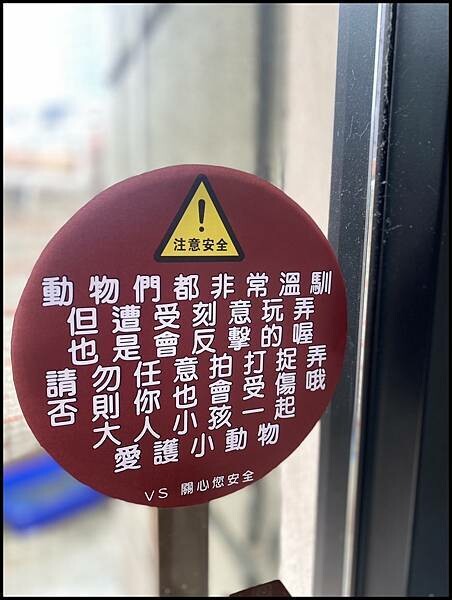 注意安全
動物們都非常溫馴
但遭受刻意玩弄
也是會反擊的喔
請勿任意拍打捉弄
否則你也會受傷哦
大人小孩一起
愛護小動物
VS 關心您安全